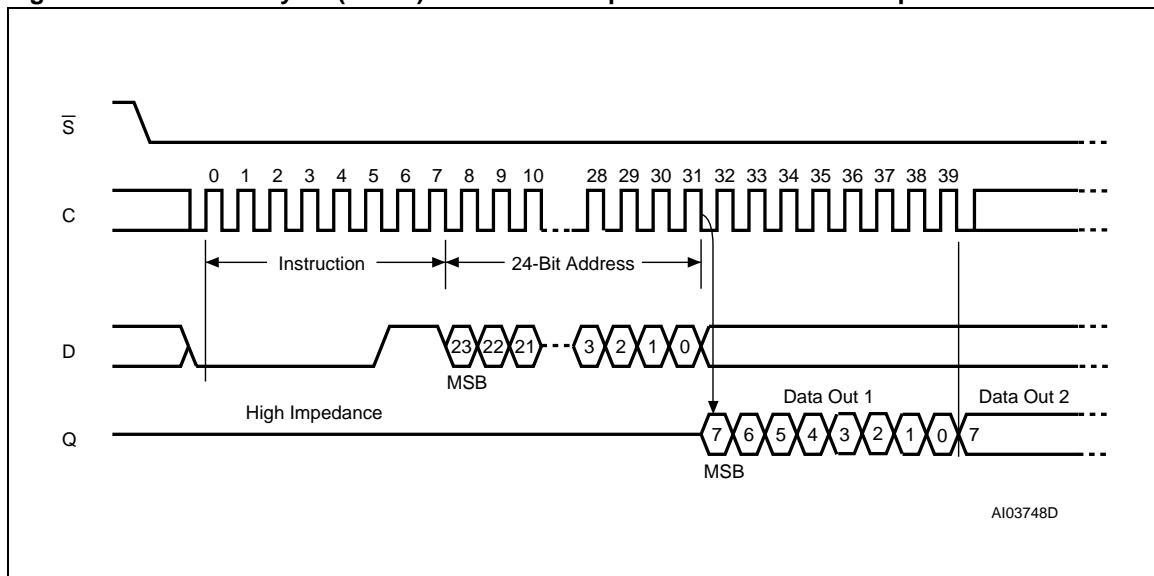 S
0 1 2 3 4 5 6 7 8 9 10 28 29 30 31 32 33 34 35 36 37 38 39
C
Instruction 24-Bit Address
D
23 22 21 3 2 1 0
MSB
High Impedance Data Out 1 Data Out 2
Q
7 6 5 4 3 2 1 0 7
MSB
AI03748D